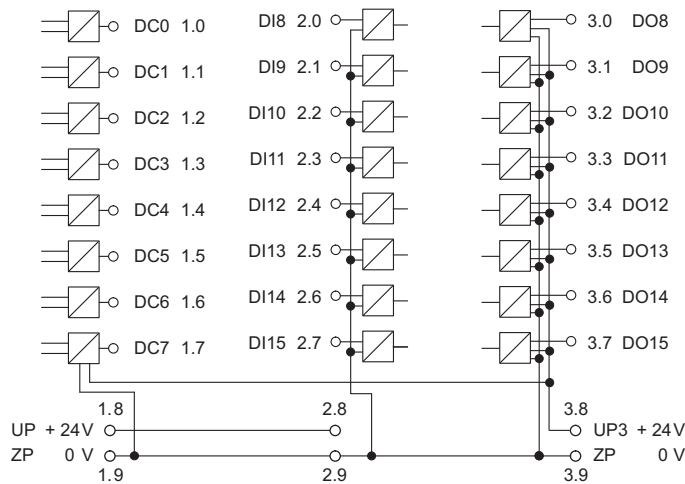 DC0 1.0 DI8 2.0 3.0 DO8
DC1 1.1 DI9 2.1 3.1 DO9
DC2 1.2 DI10 2.2 3.2 DO10
DC3 1.3 DI11 2.3 3.3 DO11
DC4 1.4 DI12 2.4 3.4 DO12
DC5 1.5 DI13 2.5 3.5 DO13
DC6 1.6 DI14 2.6 3.6 DO14
DC7 1.7 DI15 2.7 3.7 DO15
1.8 2.8 3.8
UP + 24 V UP3 + 24 V
ZP 0 V ZP 0 V
1.9 2.9 3.9